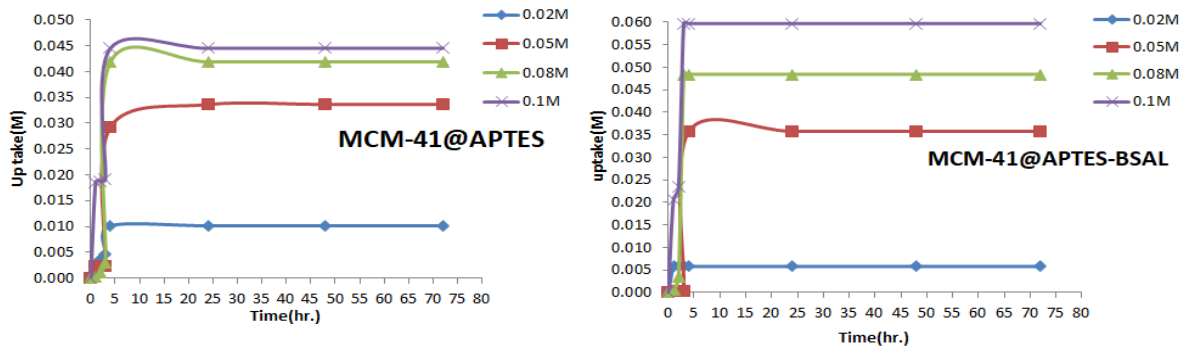 0.050
0.045
0.040
0.035
0.030
0.025
0.020
0.015
0.010
0.005
0.000
Up take(M)
0 5 10 15 20 25 30 35 40 45 50 55 60 65 70 75 80
Time(hr.)
MCM-41@APTES
0.02M
0.05M
0.08M
0.1M
0.060
0.055
0.050
0.045
0.040
0.035
0.030
0.025
0.020
0.015
0.010
0.005
0.000
uptake(M)
0 5 10 15 20 25 30 35 40 45 50 55 60 65 70 75 80
Time(hr.)
MCM-41@APTES-BSAL
0.02M
0.05M
0.08M
0.1M